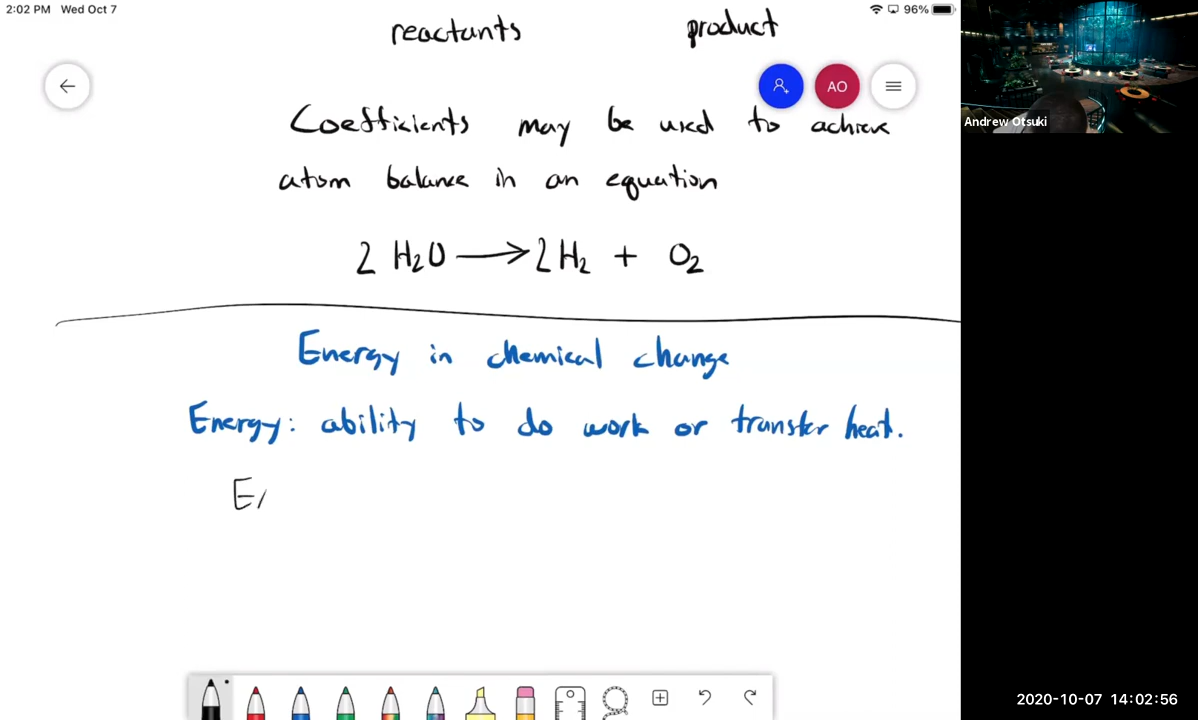 2:02 PM Wed Oct 7
96%
reactants product
AO
Andrew Otsuki
Coefficients may be used to achieve
atom balance in an equation
2 H₂O → 2H₂ + O₂
Energy in chemical change
Energy: ability to do work or transfer heat.
2020-10-07 14:02:56